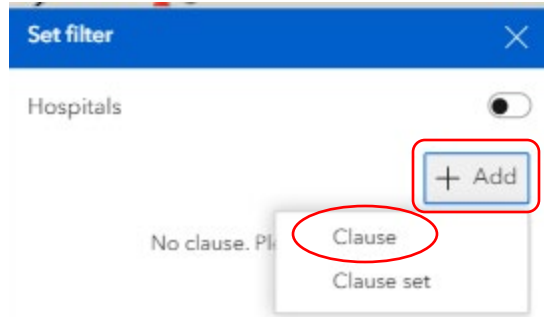 Set filter
Hospitals
+ Add
No clause. Pl
Clause
Clause set